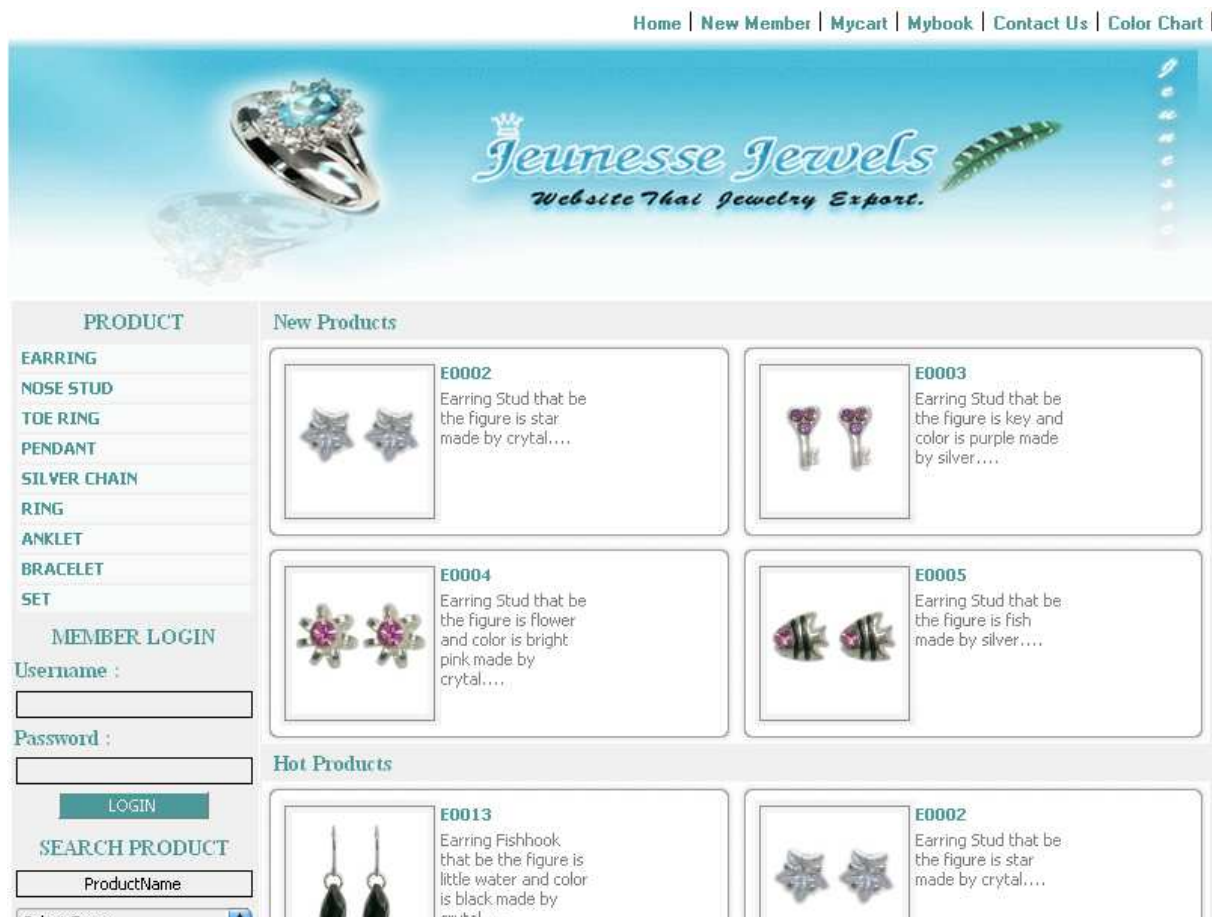 Home | New Member | Mycart | Mybook | Contact Us | Color Chart |
Jeunesse Jewels
Website Thai Jewelry Export.
Jeunesse
PRODUCT
EARRING
NOSE STUD
TOE RING
PENDANT
SILVER CHAIN
RING
ANKLET
BRACELET
SET
MEMBER LOGIN
Username :
Password :
LOGIN
SEARCH PRODUCT
ProductName
New Products
E0002
Earring Stud that be
the figure is star
made by crytal....
E0003
Earring Stud that be
the figure is key and
color is purple made
by silver....
E0004
Earring Stud that be
the figure is flower
and color is bright
pink made by
crytal....
E0005
Earring Stud that be
the figure is fish
made by silver....
Hot Products
E0013
Earring Fishhook
that be the figure is
little water and color
is black made by
E0002
Earring Stud that be
the figure is star
made by crytal....